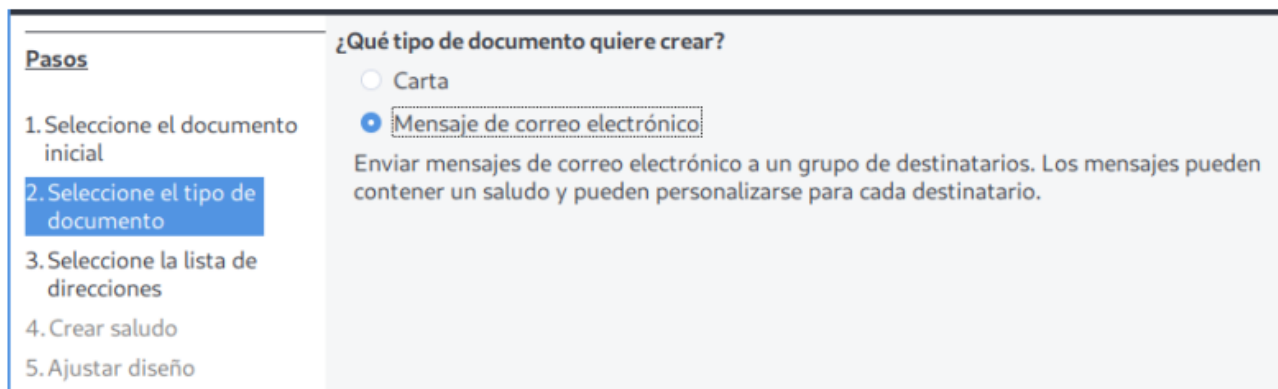 Pasos
1. Seleccione el documento
inicial
2. Seleccione el tipo de
documento
3. Seleccione la lista de
direcciones
4. Crear saludo
5. Ajustar diseño
¿Qué tipo de documento quiere crear?
Carta
Mensaje de correo electrónico
Enviar mensajes de correo electrónico a un grupo de destinatarios. Los mensajes pueden
contener un saludo y pueden personalizarse para cada destinatario.